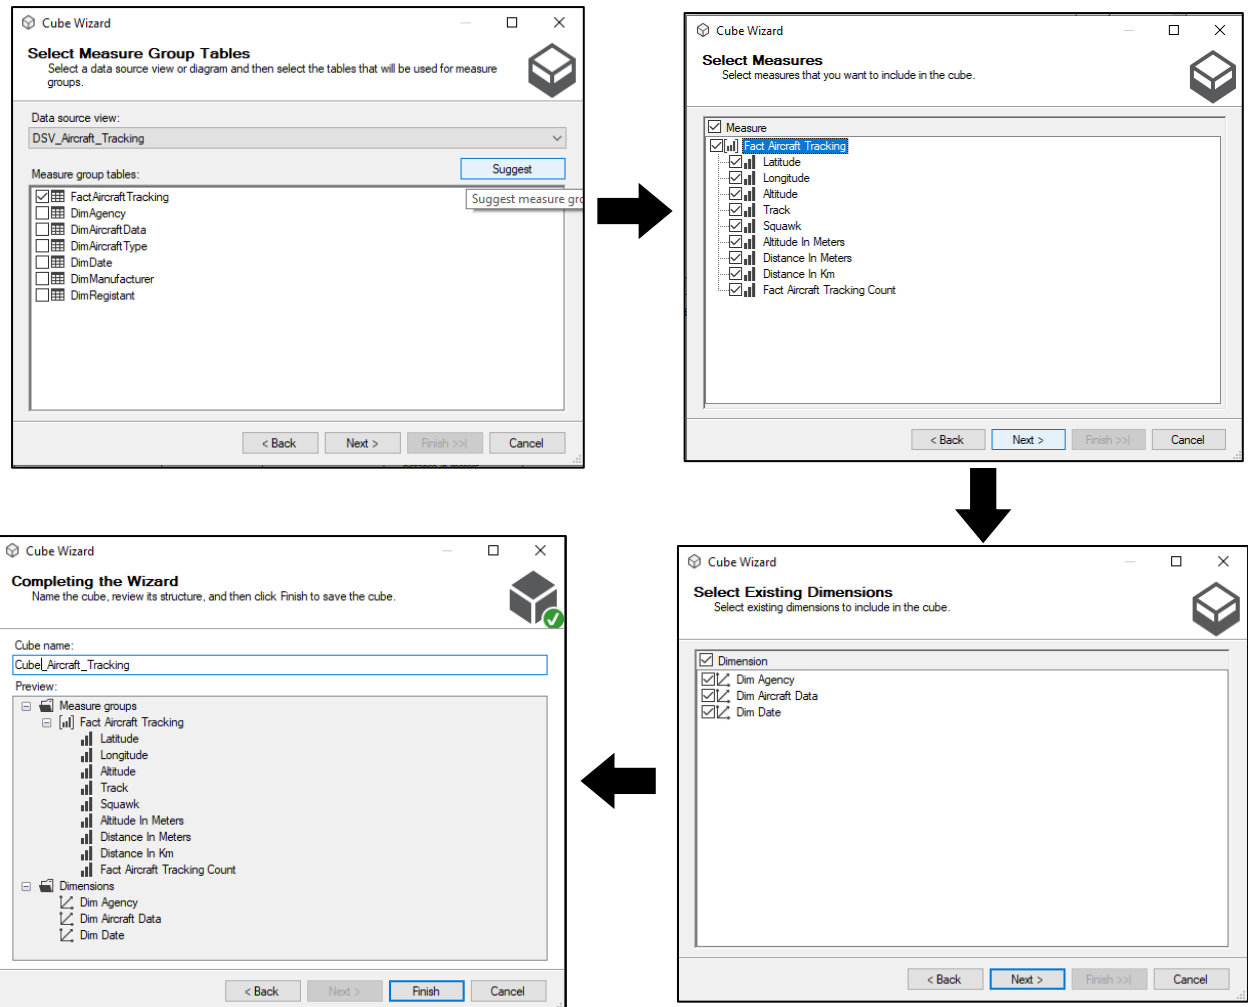 Cube Wizard
Select Measure Group Tables
Select a data source view or diagram and then select the tables that will be used for measure
groups.
Data source view:
DSV_Aircraft_Tracking
Suggest
Measure group tables:
Suggest measure gro
FactAircraftTracking
DimAgency
DimAircraftData
DimAircraftType
DimDate
DimManufacturer
DimRegistant
< Back
Next >
Finish >>|
Cancel
Cube Wizard
Select Measures
Select measures that you want to include in the cube.
Measure
Fact Aircraft Tracking
Latitude
Longitude
Altitude
Track
Squawk
Altitude In Meters
Distance In Meters
Distance In Km
Fact Aircraft Tracking Count
< Back
Next >
Finish >>|
Cancel
Cube Wizard
Select Existing Dimensions
Select existing dimensions to include in the cube.
Dimension
Dim Agency
Dim Aircraft Data
Dim Date
< Back
Next >
Finish >>|
Cancel
Cube Wizard
Completing the Wizard
Name the cube, review its structure, and then click Finish to save the cube.
Cube name:
Cube_Aircraft_Tracking
Preview:
Measure groups
Fact Aircraft Tracking
Latitude
Longitude
Altitude
Track
Squawk
Altitude In Meters
Distance In Meters
Distance In Km
Fact Aircraft Tracking Count
Dimensions
Dim Agency
Dim Aircraft Data
Dim Date
< Back
Next >
Finish
Cancel